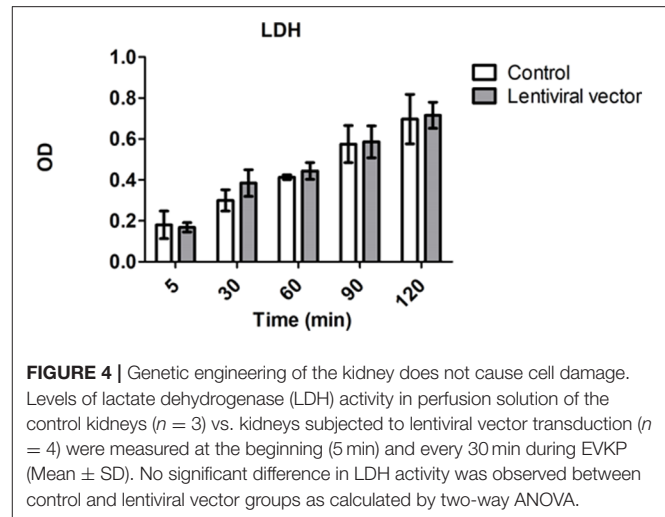 LDH
1.0
0.8
0.6
0.4
0.2
0.0
OD
5
30
60
90
120
Time (min)
Control
Lentiviral vector
FIGURE 4 | Genetic engineering of the kidney does not cause cell damage.
Levels of lactate dehydrogenase (LDH) activity in perfusion solution of the
control kidneys (n = 3) vs. kidneys subjected to lentiviral vector transduction (n
= 4) were measured at the beginning (5 min) and every 30 min during EVKP
(Mean ± SD). No significant difference in LDH activity was observed between
control and lentiviral vector groups as calculated by two-way ANOVA.